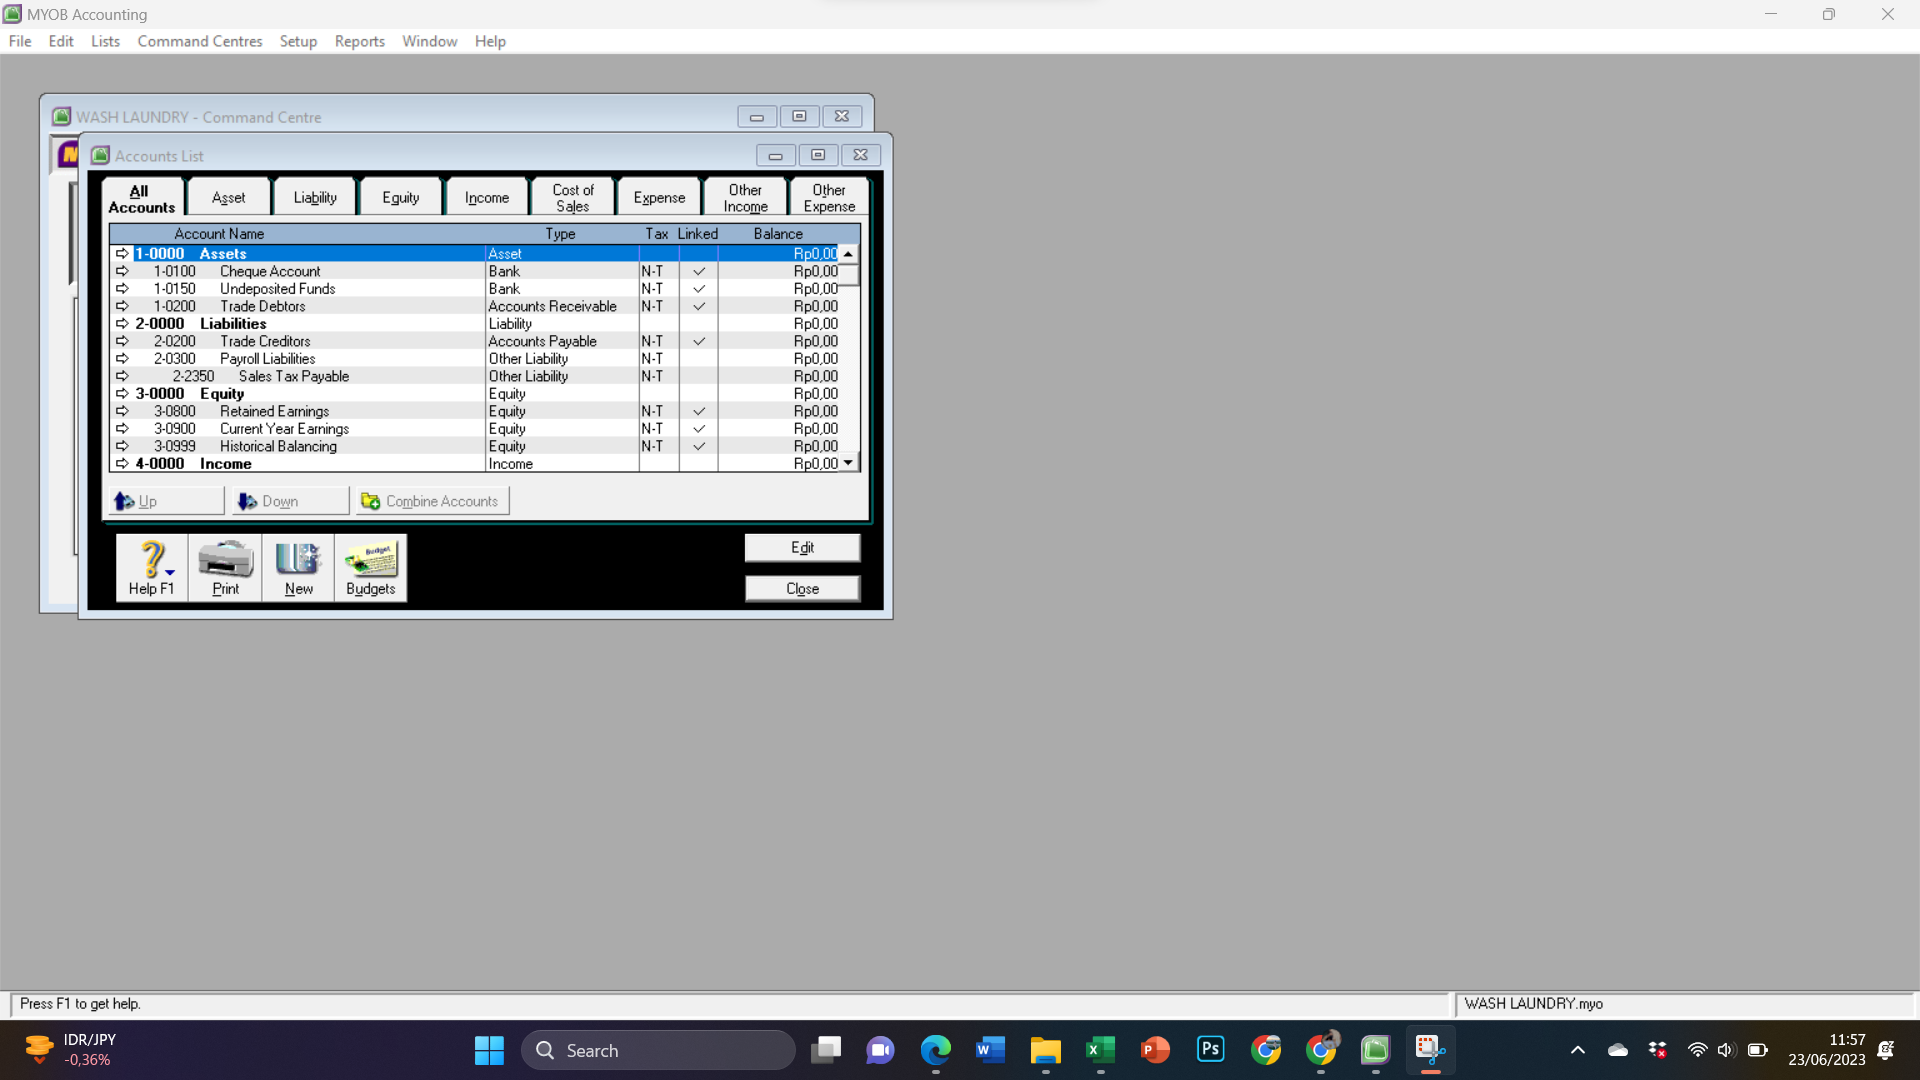 MYOB Accounting
File Edit Lists Command Centres Setup Reports Window Help
WASH LAUNDRY - Command Centre
Accounts List
All Accounts Asset Liability Equity Income Cost of Sales Expense Other Income Other Expense
Account Name Type Tax Linked Balance
1-0000 Assets Asset Rp0,00
1-0100 Cheque Account Bank N-T Rp0,00
1-0150 Undeposited Funds Bank N-T Rp0,00
1-0200 Trade Debtors Accounts Receivable N-T Rp0,00
2-0000 Liabilities Liability Rp0,00
2-0200 Trade Creditors Accounts Payable N-T Rp0,00
2-0300 Payroll Liabilities Other Liability N-T Rp0,00
2-2350 Sales Tax Payable Other Liability N-T Rp0,00
3-0000 Equity Equity Rp0,00
3-0800 Retained Earnings Equity N-T Rp0,00
3-0900 Current Year Earnings Equity N-T Rp0,00
3-0999 Historical Balancing Equity N-T Rp0,00
4-0000 Income Income Rp0,00
Up Down Combine Accounts
Budget
Help F1 Print New Budgets
Edit
Close
Press F1 to get help.
WASH LAUNDRY.myo
IDR/JPY
-0,36%
Search
W
X
P
Ps
11:57
23/06/2023